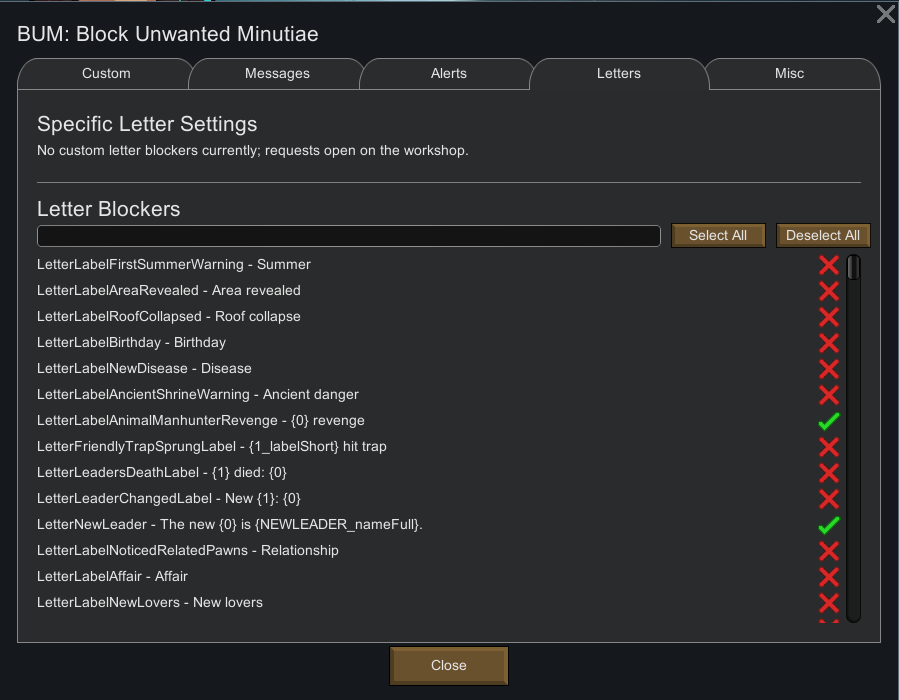 BUM: Block Unwanted Minutiae
Custom
Messages
Alerts
Letters
Misc
Specific Letter Settings
No custom letter blockers currently; requests open on the workshop.
Letter Blockers
Select All
Deselect All
LetterLabelFirstSummerWarning - Summer
LetterLabelAreaRevealed - Area revealed
LetterLabelRoofCollapsed - Roof collapse
LetterLabelBirthday - Birthday
LetterLabelNewDisease - Disease
LetterLabelAncientShrineWarning - Ancient danger
LetterLabelAnimalManhunterRevenge - {0} revenge
LetterFriendlyTrapSprungLabel - {1_labelShort} hit trap
LetterLeadersDeathLabel - {1} died: {0}
LetterLeaderChangedLabel - New {1}: {0}
LetterNewLeader - The new {0} is {NEWLEADER_nameFull}.
LetterLabelNoticedRelatedPawns - Relationship
LetterLabelAffair - Affair
LetterLabelNewLovers - New lovers
Close